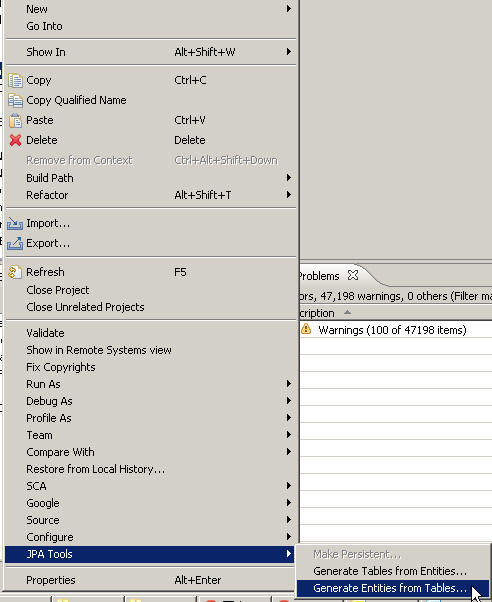 New
Go Into
Show In Alt+Shift+W
Copy Ctrl+C
Copy Qualified Name
Paste Ctrl+V
Delete Delete
Remove from Context Ctrl+Alt+Shift+Down
Build Path
Refactor Alt+Shift+T
Import...
Export...
Refresh F5
Close Project
Close Unrelated Projects
Validate
Show in Remote Systems view
Fix Copyrights
Run As
Debug As
Profile As
Team
Compare With
Restore from Local History...
SCA
Google
Source
Configure
JPA Tools
Properties Alt+Enter
Problems
ors, 47,198 warnings, 0 others (Filter ma
cription
Warnings (100 of 47198 items)
Make Persistent...
Generate Tables from Entities...
Generate Entities from Tables...